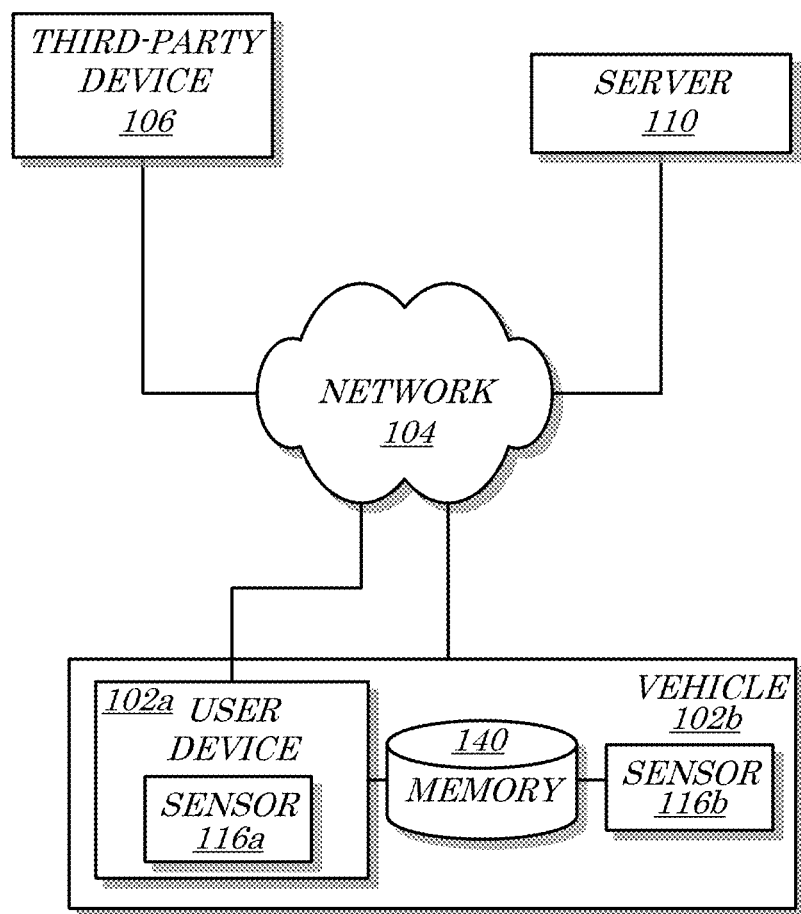 THIRD-PARTY
DEVICE
106
SERVER
110
NETWORK
104
102a
USER
DEVICE
SENSOR
116a
140
MEMORY
VEHICLE
102b
SENSOR
116b